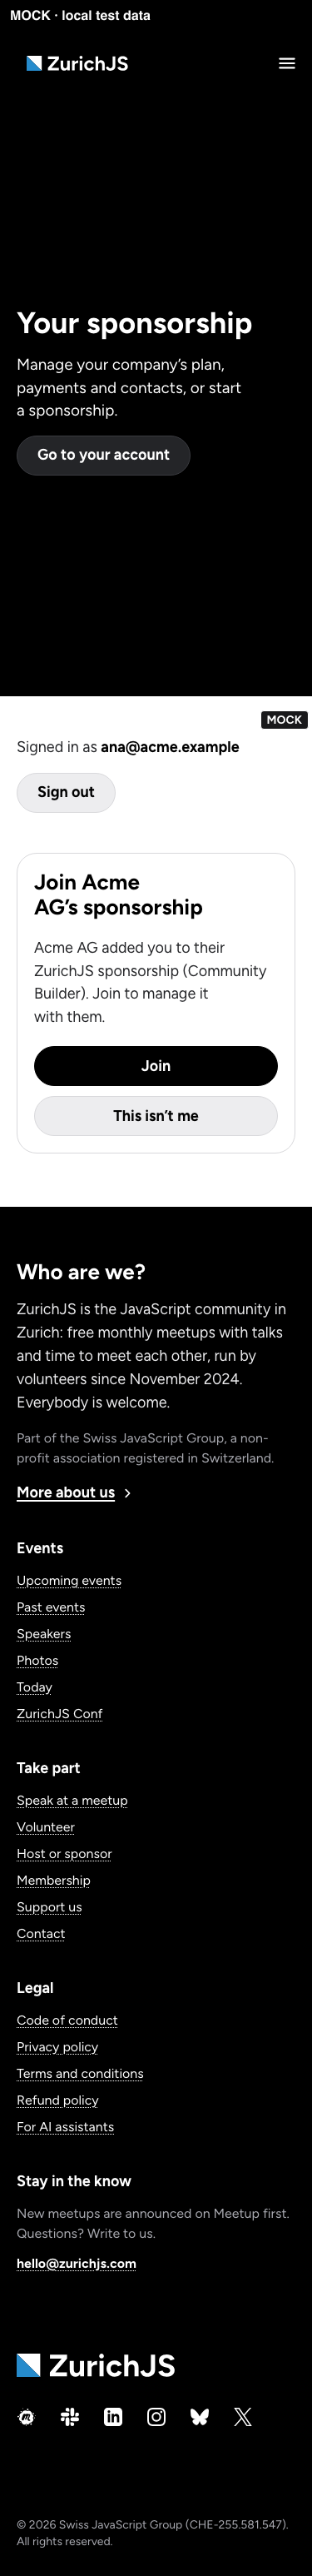 MOCK · local test data
ZurichJS
Your sponsorship
Manage your company’s plan,
payments and contacts, or start
a sponsorship.
Go to your account
MOCK
Signed in as ana@acme.example
Sign out
Join Acme
AG’s sponsorship
Acme AG added you to their
ZurichJS sponsorship (Community
Builder). Join to manage it
with them.
Join
This isn’t me
Who are we?
ZurichJS is the JavaScript community in
Zurich: free monthly meetups with talks
and time to meet each other, run by
volunteers since November 2024.
Everybody is welcome.
Part of the Swiss JavaScript Group, a non-
profit association registered in Switzerland.
More about us
Events
Upcoming events
Past events
Speakers
Photos
Today
ZurichJS Conf
Take part
Speak at a meetup
Volunteer
Host or sponsor
Membership
Support us
Contact
Legal
Code of conduct
Privacy policy
Terms and conditions
Refund policy
For AI assistants
Stay in the know
New meetups are announced on Meetup first.
Questions? Write to us.
hello@zurichjs.com
ZurichJS
© 2026 Swiss JavaScript Group (CHE-255.581.547).
All rights reserved.